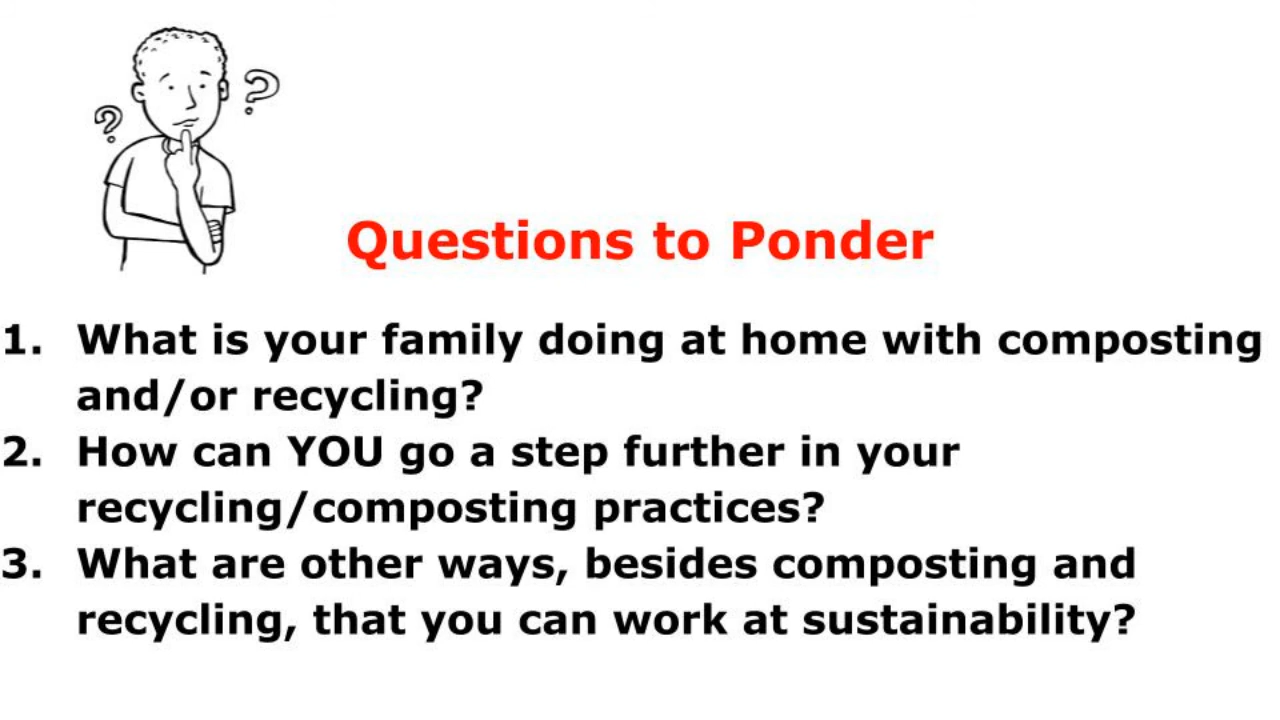 Questions to Ponder
1. What is your family doing at home with composting
and/or recycling?
2. How can YOU go a step further in your
recycling/composting practices?
3. What are other ways, besides composting and
recycling, that you can work at sustainability?